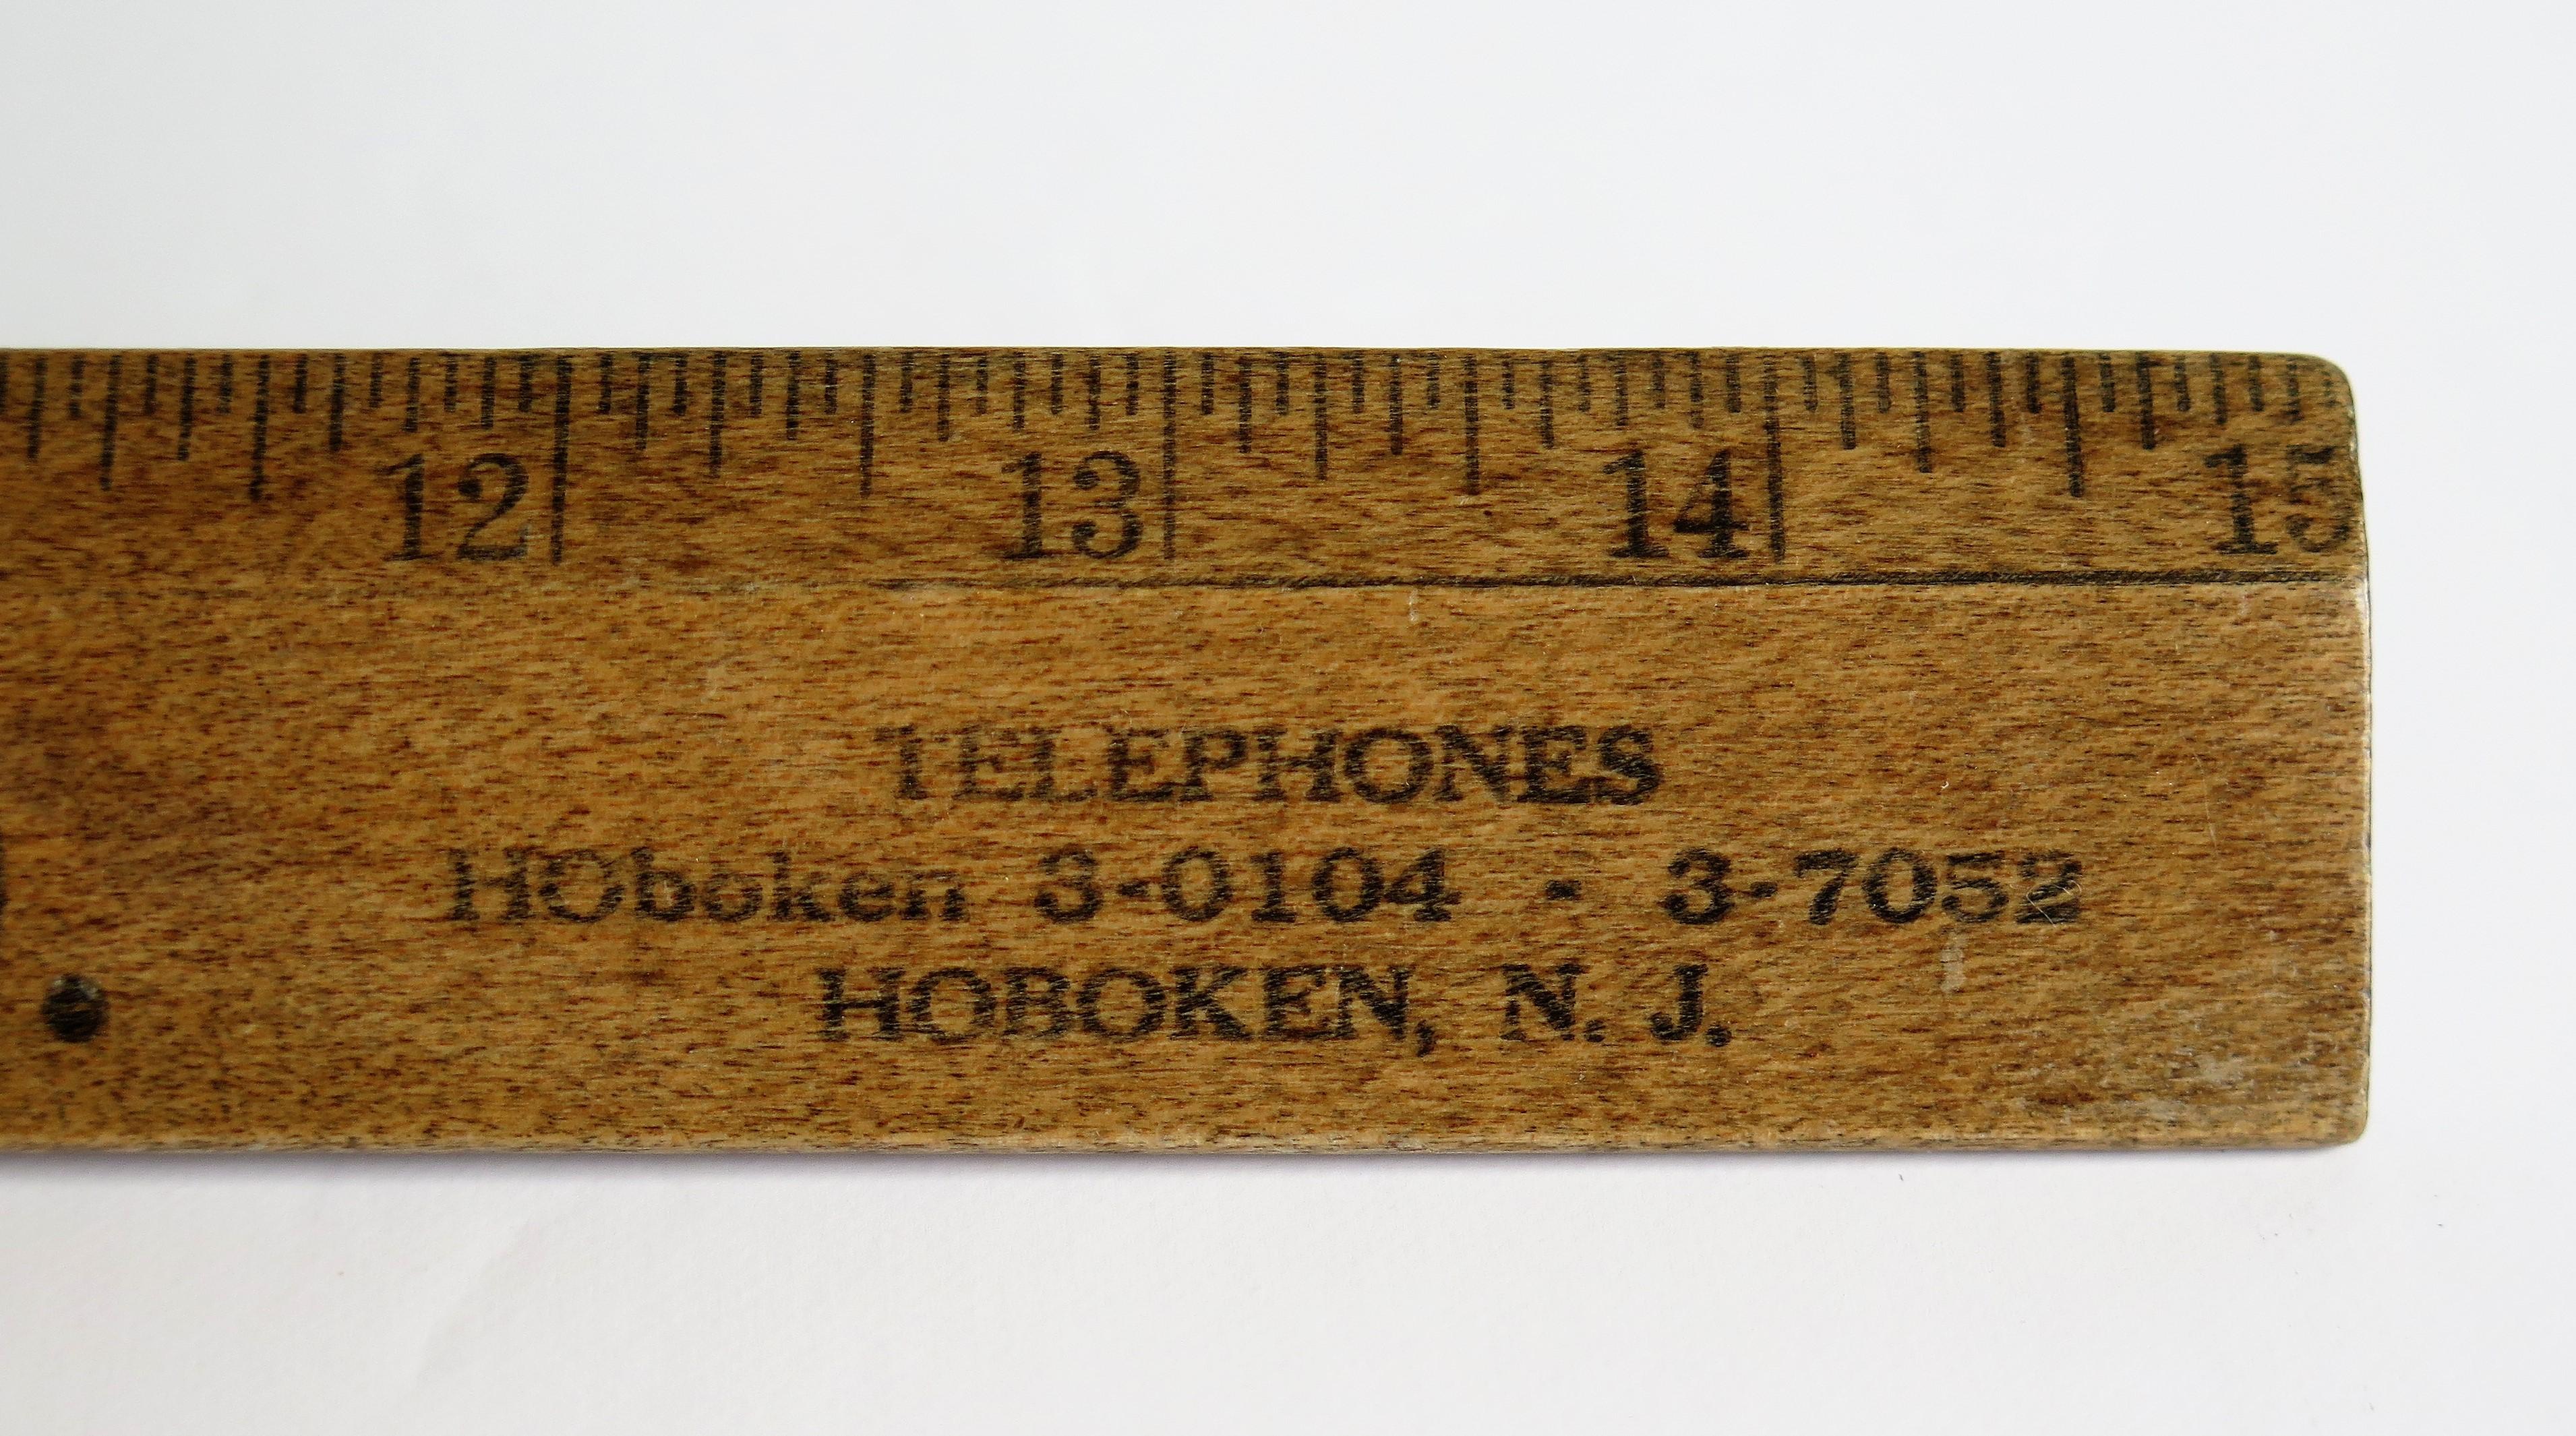 12 13 14 15
TELEPHONES
HOboken 3-0104 · 3-7052
HOBOKEN, N. J.